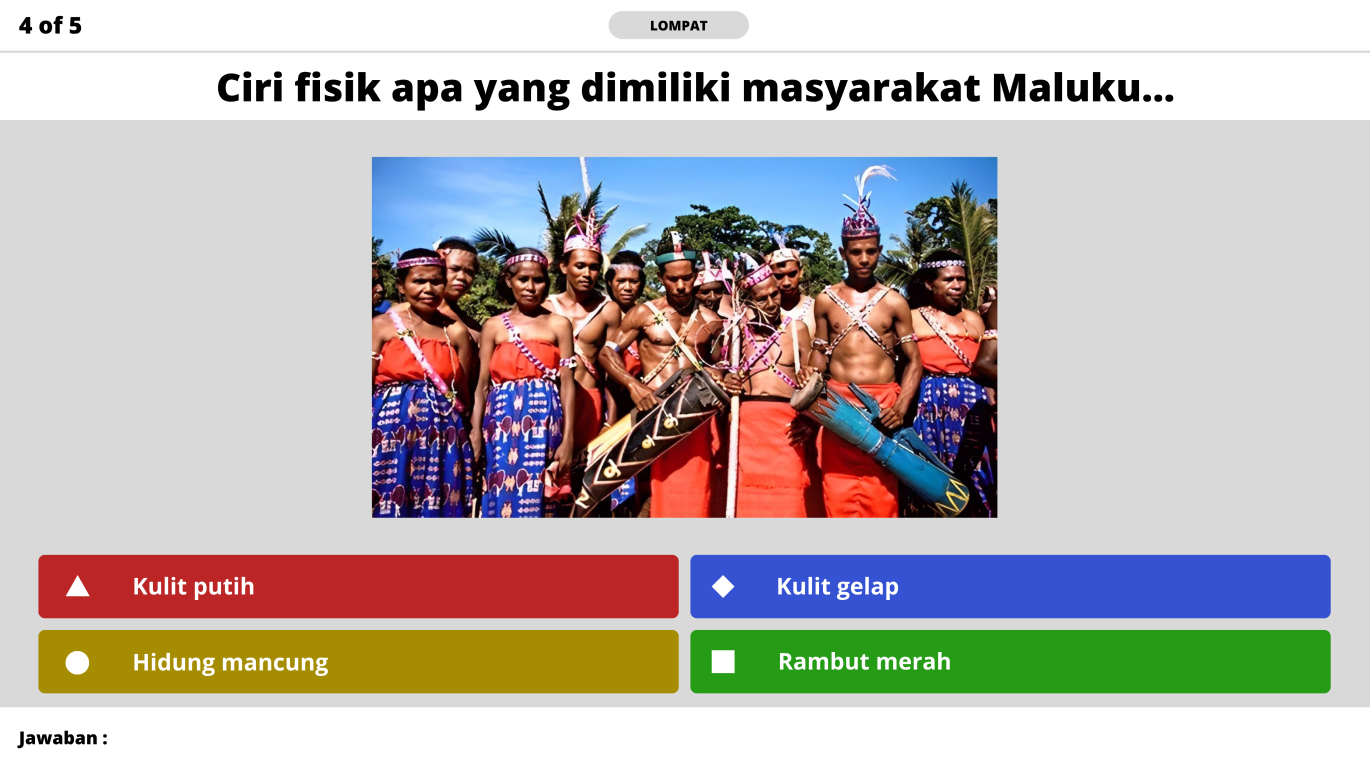 4 of 5
LOMPAT
Ciri fisik apa yang dimiliki masyarakat Maluku...
Kulit putih
Kulit gelap
Hidung mancung
Rambut merah
Jawaban :